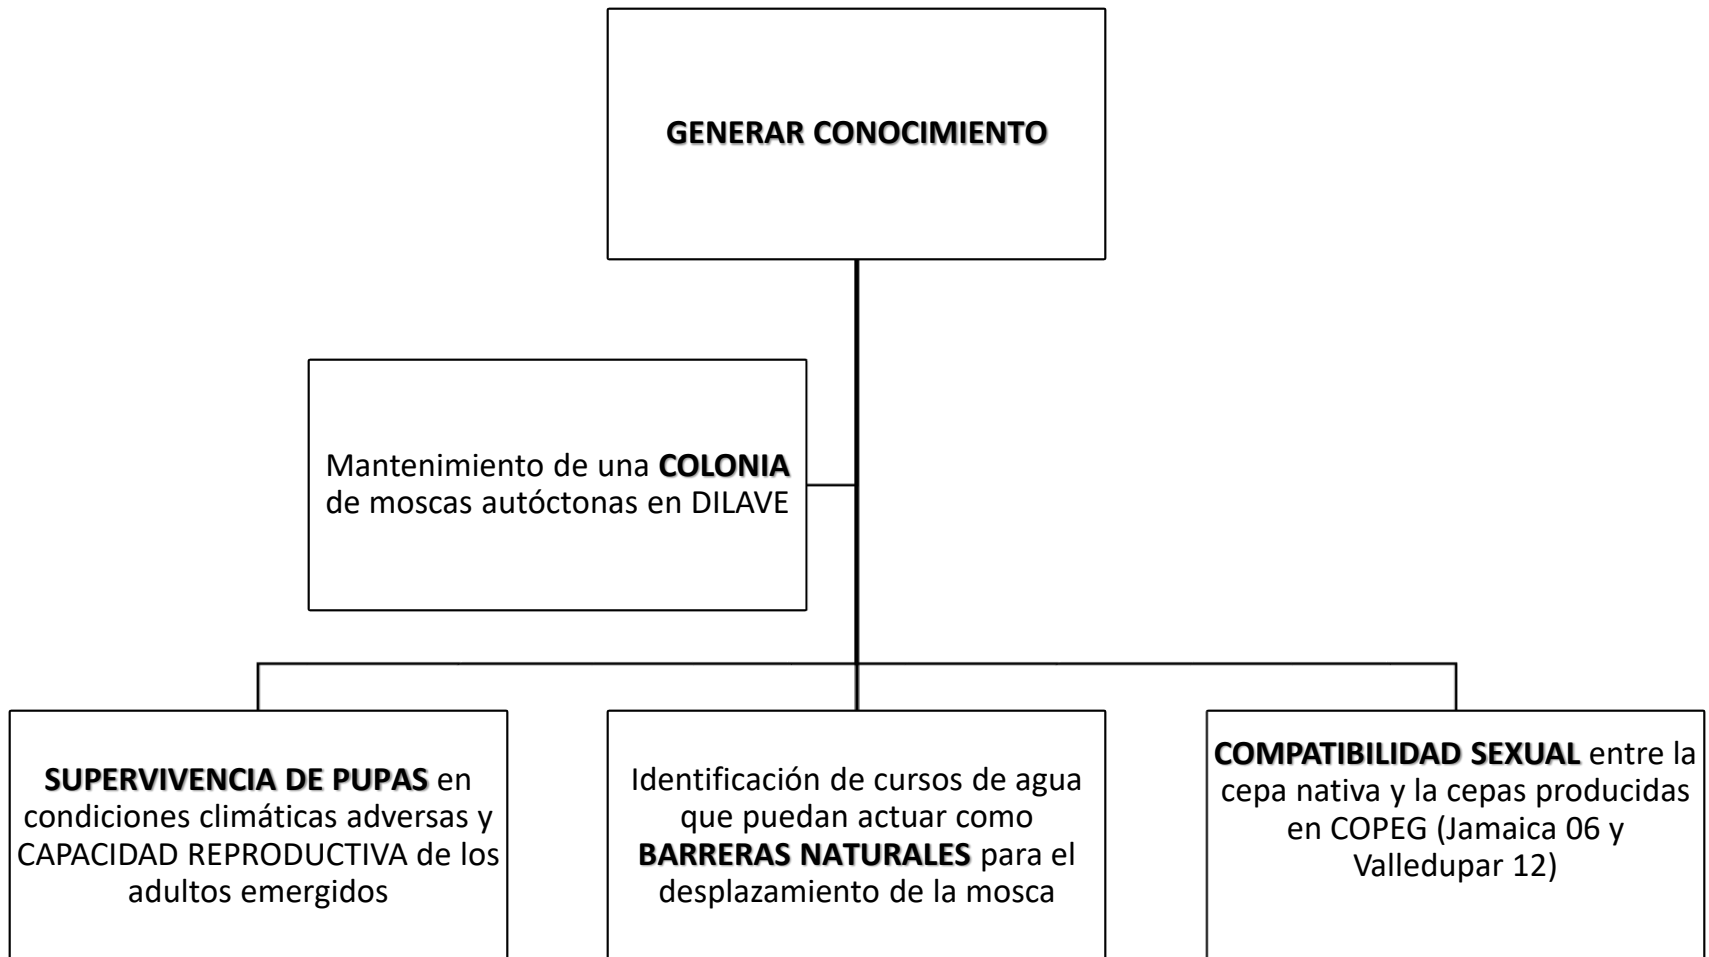 GENERAR CONOCIMIENTO
Mantenimiento de una COLONIA
de moscas autóctonas en DILAVE
SUPERVIVENCIA DE PUPAS en
condiciones climáticas adversas y
CAPACIDAD REPRODUCTIVA de los
adultos emergidos
Identificación de cursos de agua
que puedan actuar como
BARRERAS NATURALES para el
desplazamiento de la mosca
COMPATIBILIDAD SEXUAL entre la
cepa nativa y la cepas producidas
en COPEG (Jamaica 06 y
Valledupar 12)